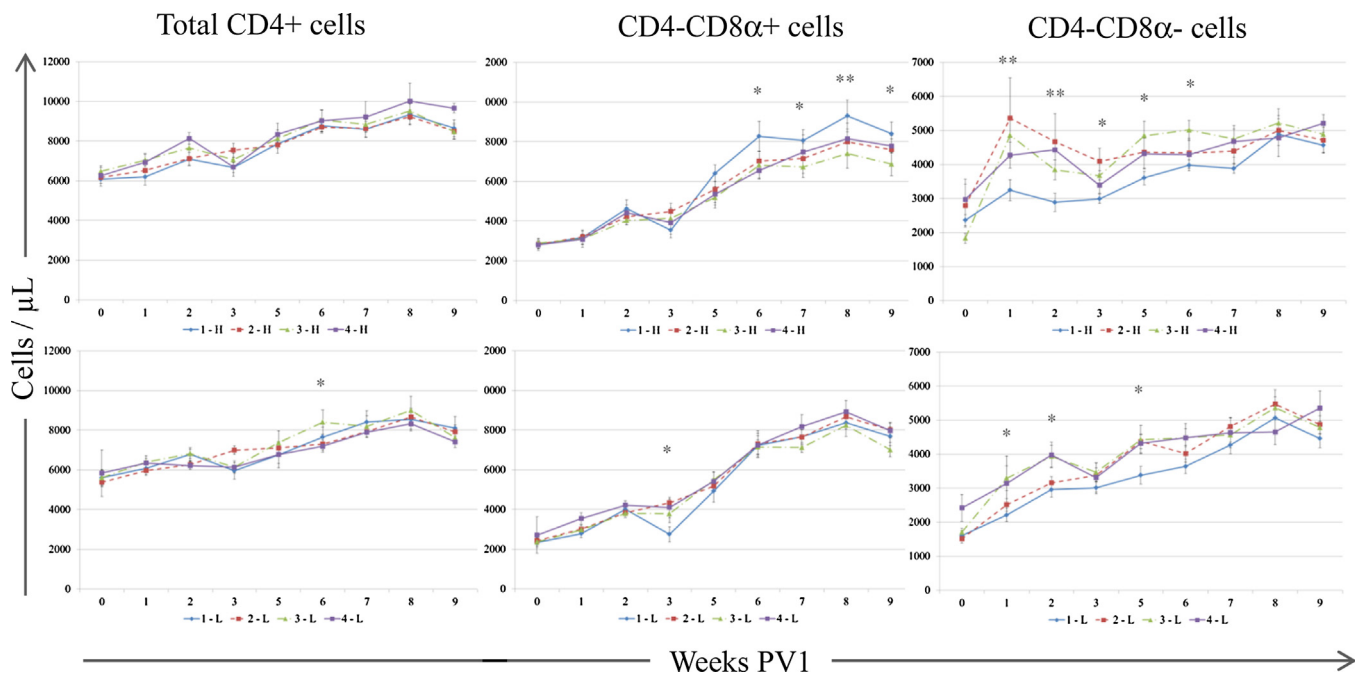 Total CD4+ cells
CD4-CD8α+ cells
CD4-CD8α- cells
Cells / μL
12000
10000
8000
6000
4000
2000
0
0 1 2 3 5 6 7 8 9
1 - H 2 - H 3 - H 4 - H
2000
0000
8000
6000
4000
2000
0
* * ** *
0 1 2 3 5 6 7 8 9
1 - H 2 - H 3 - H 4 - H
7000
6000
5000
4000
3000
2000
1000
0
** ** * * *
0 1 2 3 5 6 7 8 9
1 - H 2 - H 3 - H 4 - H
12000
10000
8000
6000
4000
2000
0
*
0 1 2 3 5 6 7 8 9
1 - L 2 - L 3 - L 4 - L
2000
0000
8000
6000
4000
2000
0
*
0 1 2 3 5 6 7 8 9
1 - L 2 - L 3 - L 4 - L
7000
6000
5000
4000
3000
2000
1000
0
* * *
0 1 2 3 5 6 7 8 9
1 - L 2 - L 3 - L 4 - L
Weeks PV1